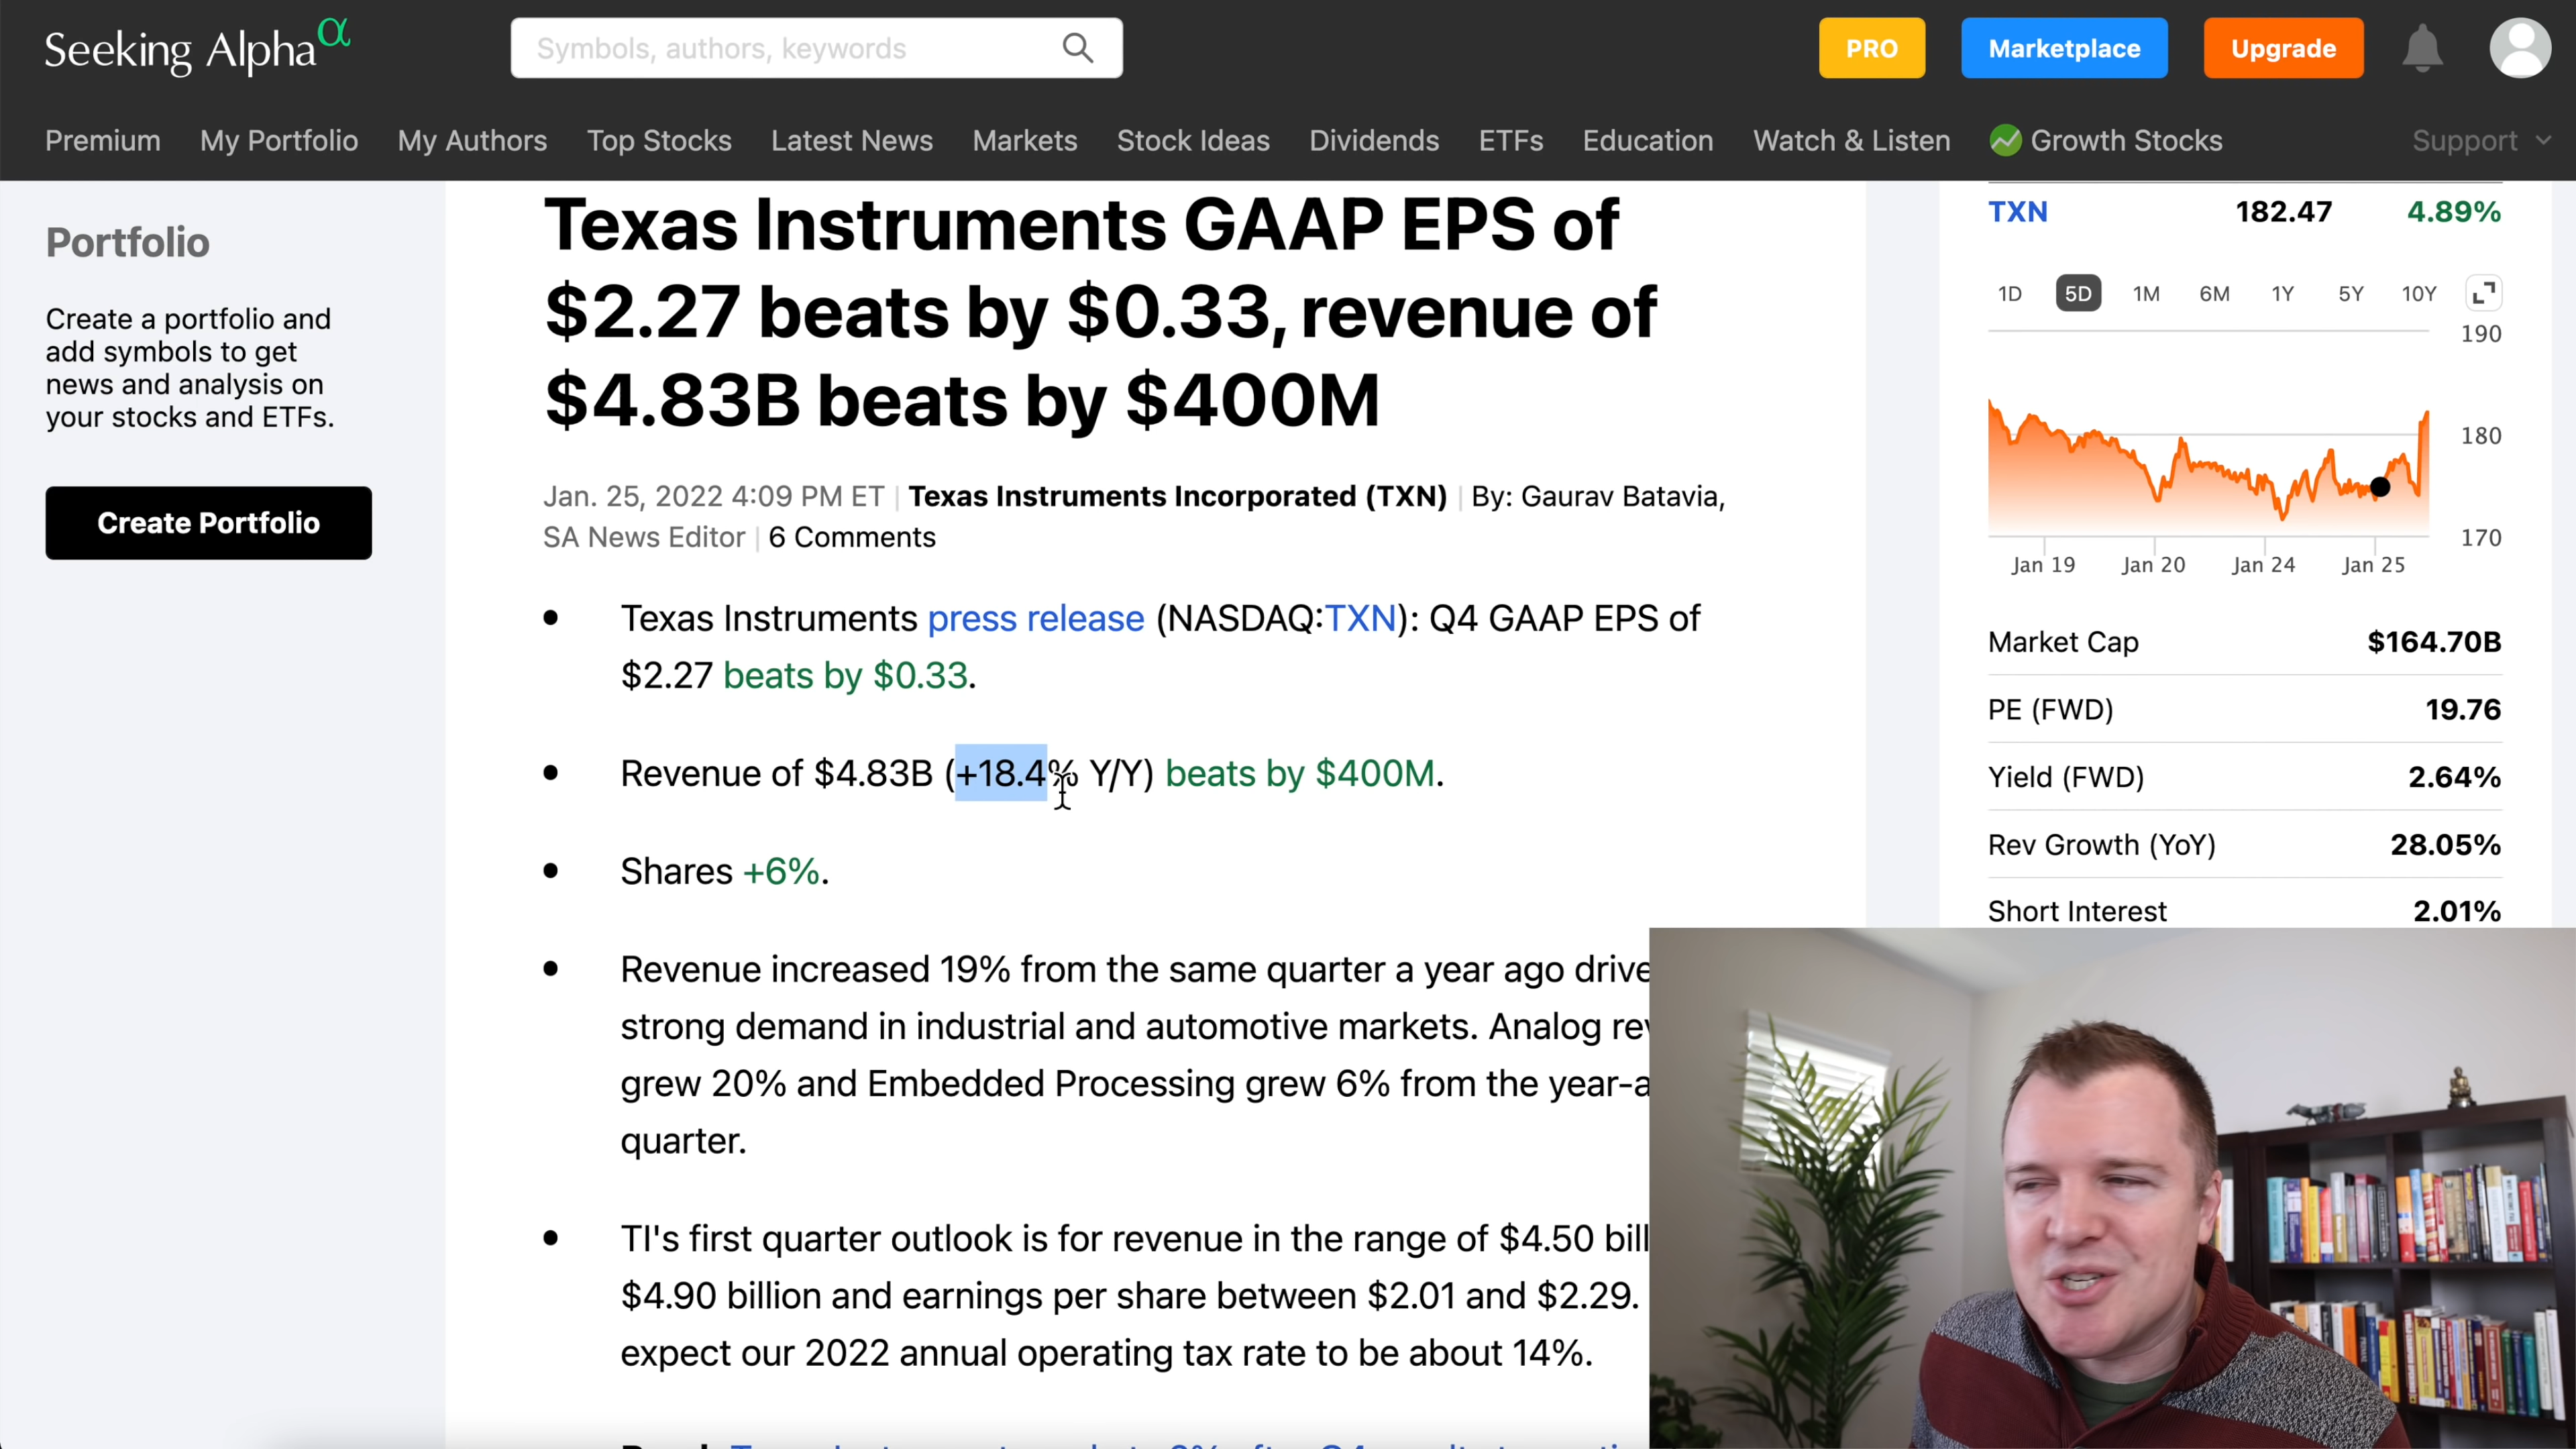 Seeking Alpha α
Symbols, authors, keywords
PRO
Marketplace
Upgrade
Premium My Portfolio My Authors Top Stocks Latest News Markets Stock Ideas Dividends ETFs Education Watch & Listen Growth Stocks Support
Portfolio
Create a portfolio and
add symbols to get
news and analysis on
your stocks and ETFs.
Create Portfolio
Texas Instruments GAAP EPS of
$2.27 beats by $0.33, revenue of
$4.83B beats by $400M
Jan. 25, 2022 4:09 PM ET | Texas Instruments Incorporated (TXN) | By: Gaurav Batavia,
SA News Editor | 6 Comments
• Texas Instruments press release (NASDAQ:TXN): Q4 GAAP EPS of
$2.27 beats by $0.33.
• Revenue of $4.83B (+18.4% Y/Y) beats by $400M.
• Shares +6%.
• Revenue increased 19% from the same quarter a year ago drive
strong demand in industrial and automotive markets. Analog rev
grew 20% and Embedded Processing grew 6% from the year-a
quarter.
• TI's first quarter outlook is for revenue in the range of $4.50 bill
$4.90 billion and earnings per share between $2.01 and $2.29.
expect our 2022 annual operating tax rate to be about 14%.
TXN 182.47 4.89%
1D 5D 1M 6M 1Y 5Y 10Y
190
180
170
Jan 19 Jan 20 Jan 24 Jan 25
Market Cap $164.70B
PE (FWD) 19.76
Yield (FWD) 2.64%
Rev Growth (YoY) 28.05%
Short Interest 2.01%